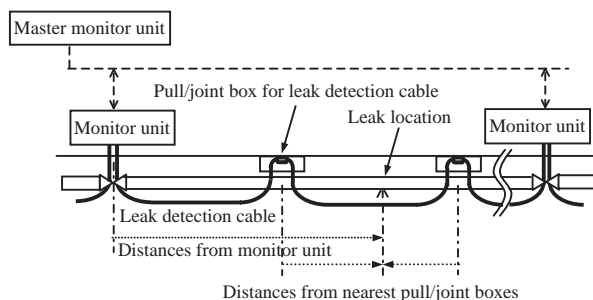 Master monitor unit
Pull/joint box for leak detection cable
Monitor unit
Leak location
Monitor unit
Leak detection cable
Distances from monitor unit
Distances from nearest pull/joint boxes